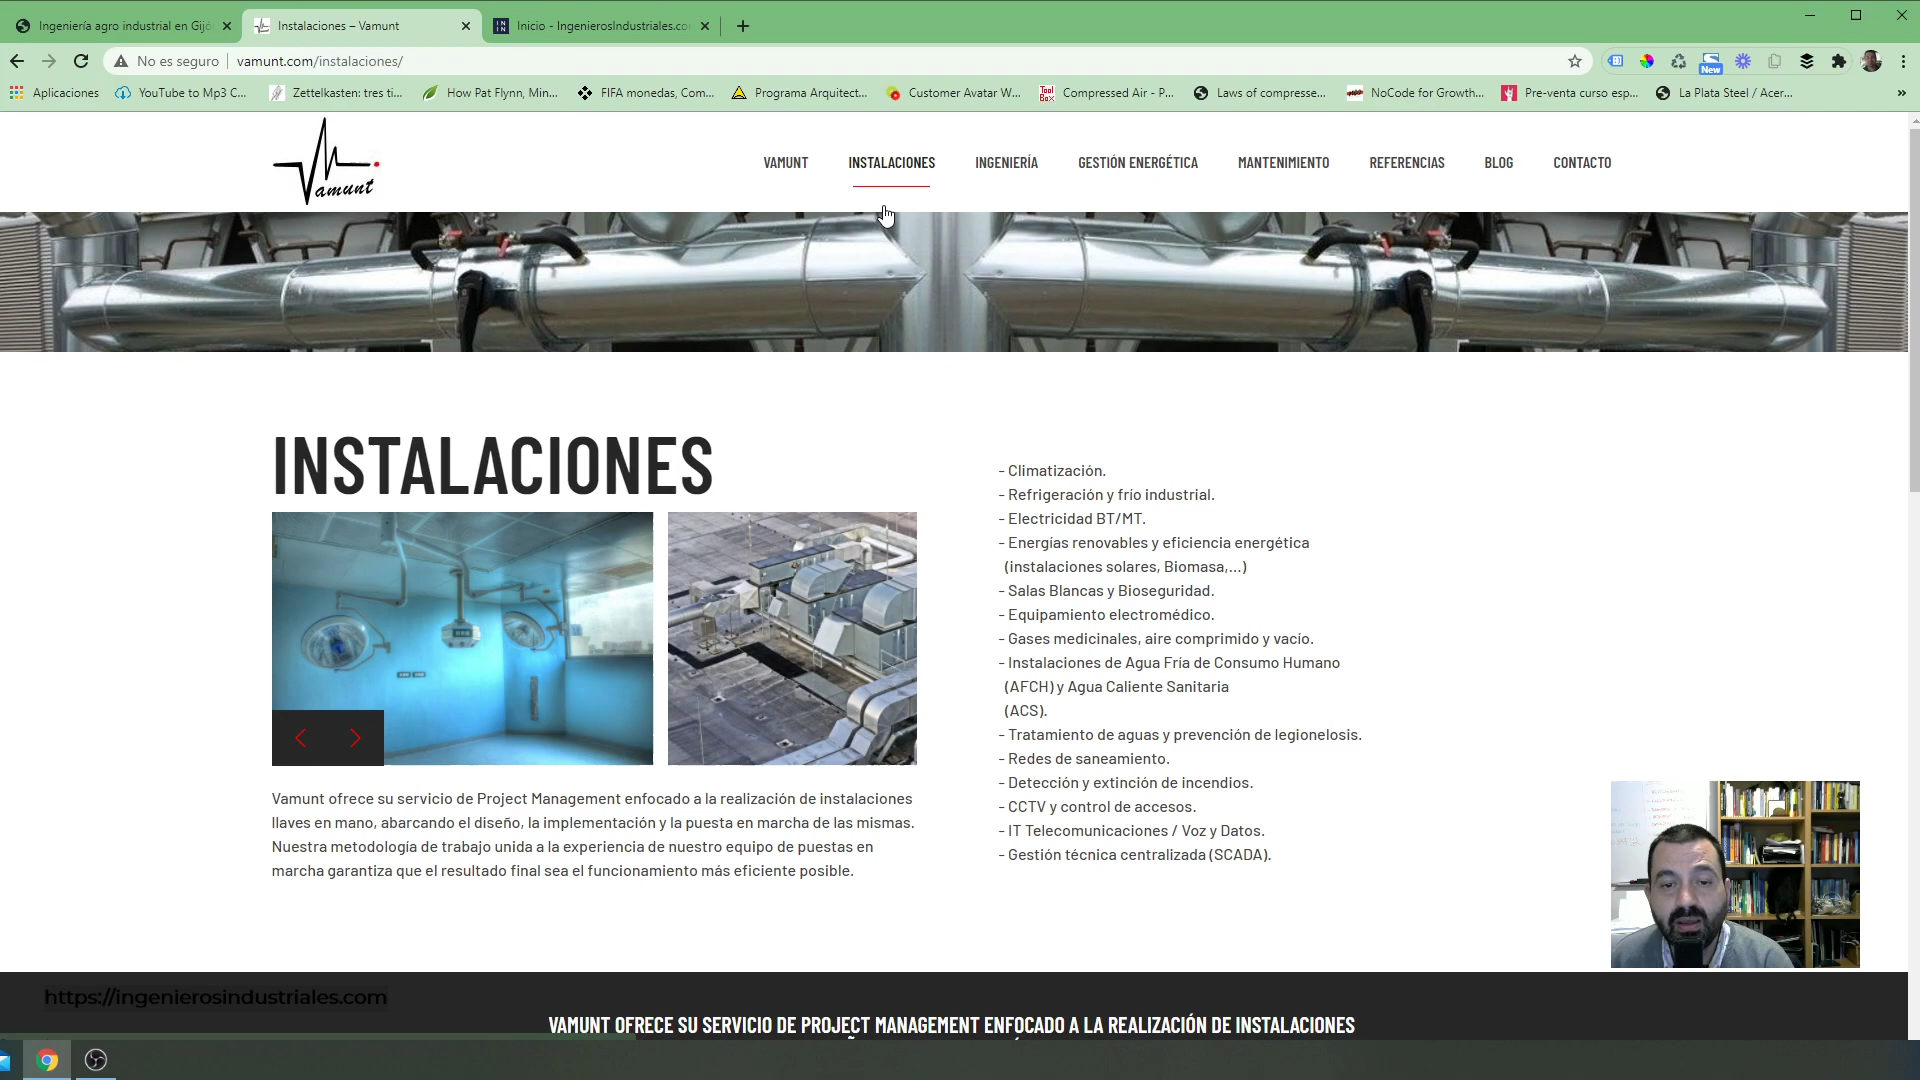 Ingeniería agro industrial en Gijó
Instalaciones – Vamunt
Inicio - IngenierosIndustriales.co
No es seguro
vamunt.com/instalaciones/
New
Aplicaciones
YouTube to Mp3 C...
Zettelkasten: tres ti...
How Pat Flynn, Min...
FIFA monedas, Com...
Programa Arquitect...
Customer Avatar W...
Tool Box
Compressed Air - P...
Laws of compresse...
NoCode for Growth...
Pre-venta curso esp...
La Plata Steel / Acer...
Vamunt
VAMUNT
INSTALACIONES
INGENIERÍA
GESTIÓN ENERGÉTICA
MANTENIMIENTO
REFERENCIAS
BLOG
CONTACTO
INSTALACIONES
Vamunt ofrece su servicio de Project Management enfocado a la realización de instalaciones
llaves en mano, abarcando el diseño, la implementación y la puesta en marcha de las mismas.
Nuestra metodología de trabajo unida a la experiencia de nuestro equipo de puestas en
marcha garantiza que el resultado final sea el funcionamiento más eficiente posible.
- Climatización.
- Refrigeración y frío industrial.
- Electricidad BT/MT.
- Energías renovables y eficiencia energética
(instalaciones solares, Biomasa,...)
- Salas Blancas y Bioseguridad.
- Equipamiento electromédico.
- Gases medicinales, aire comprimido y vacío.
- Instalaciones de Agua Fría de Consumo Humano
(AFCH) y Agua Caliente Sanitaria
(ACS).
- Tratamiento de aguas y prevención de legionelosis.
- Redes de saneamiento.
- Detección y extinción de incendios.
- CCTV y control de accesos.
- IT Telecomunicaciones / Voz y Datos.
- Gestión técnica centralizada (SCADA).
https://ingenierosindustriales.com
VAMUNT OFRECE SU SERVICIO DE PROJECT MANAGEMENT ENFOCADO A LA REALIZACIÓN DE INSTALACIONES